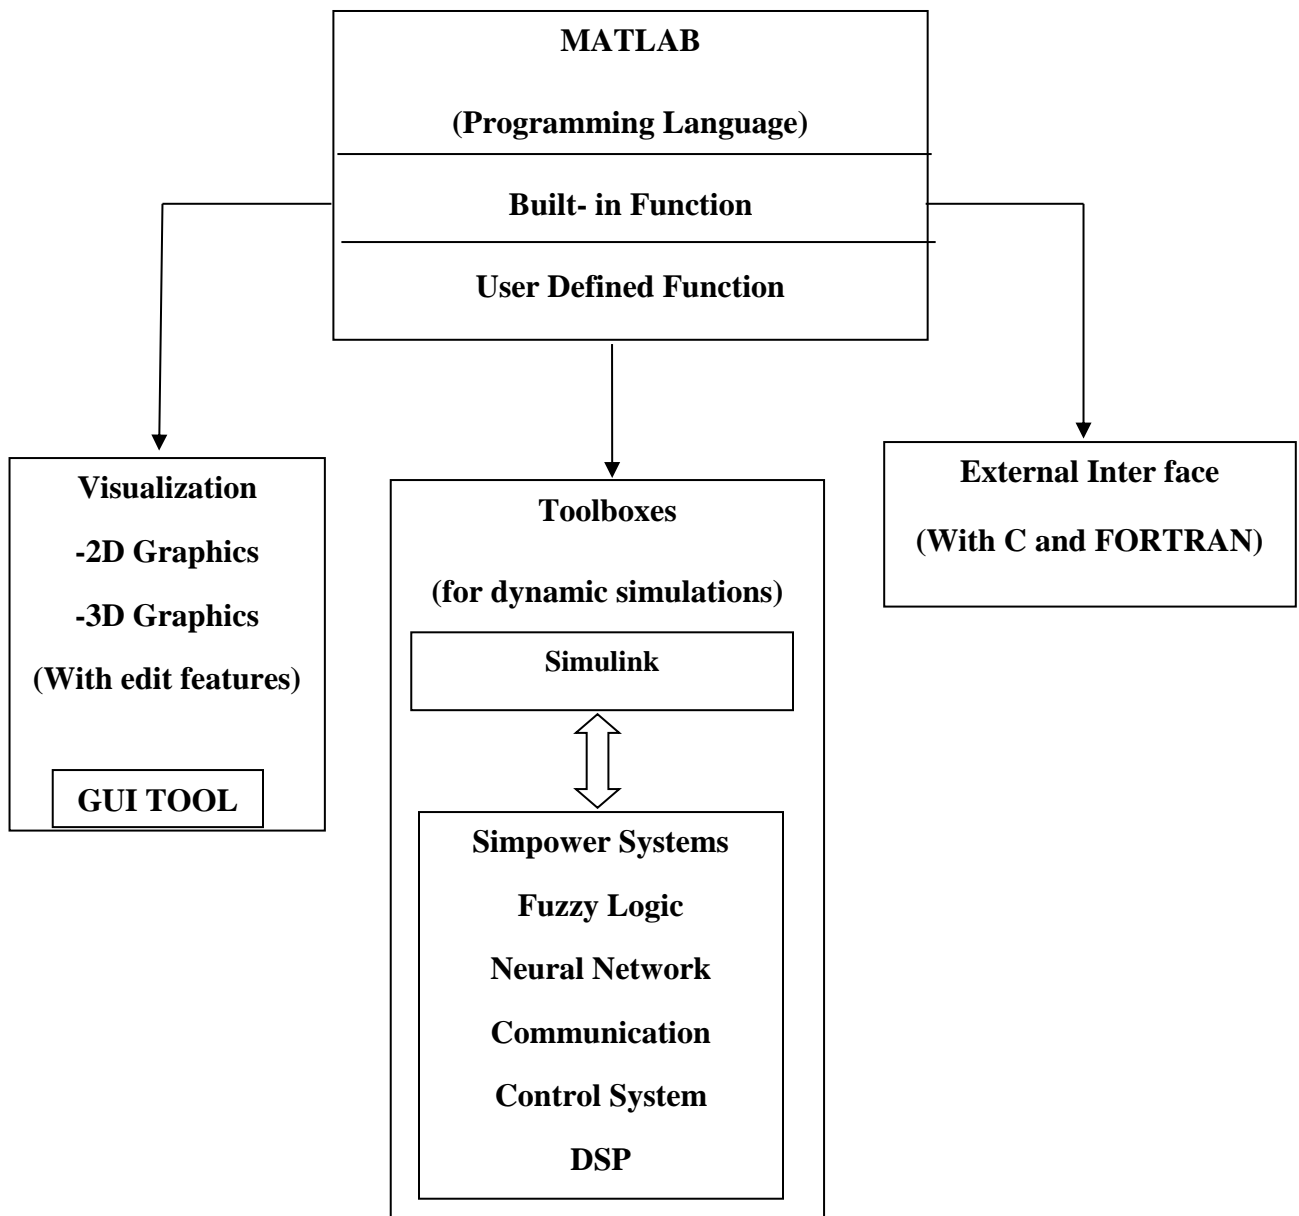 MATLAB
(Programming Language)
Built- in Function
User Defined Function
Visualization
-2D Graphics
-3D Graphics
(With edit features)
GUI TOOL
Toolboxes
(for dynamic simulations)
Simulink
Simpower Systems
Fuzzy Logic
Neural Network
Communication
Control System
DSP
External Inter face
(With C and FORTRAN)